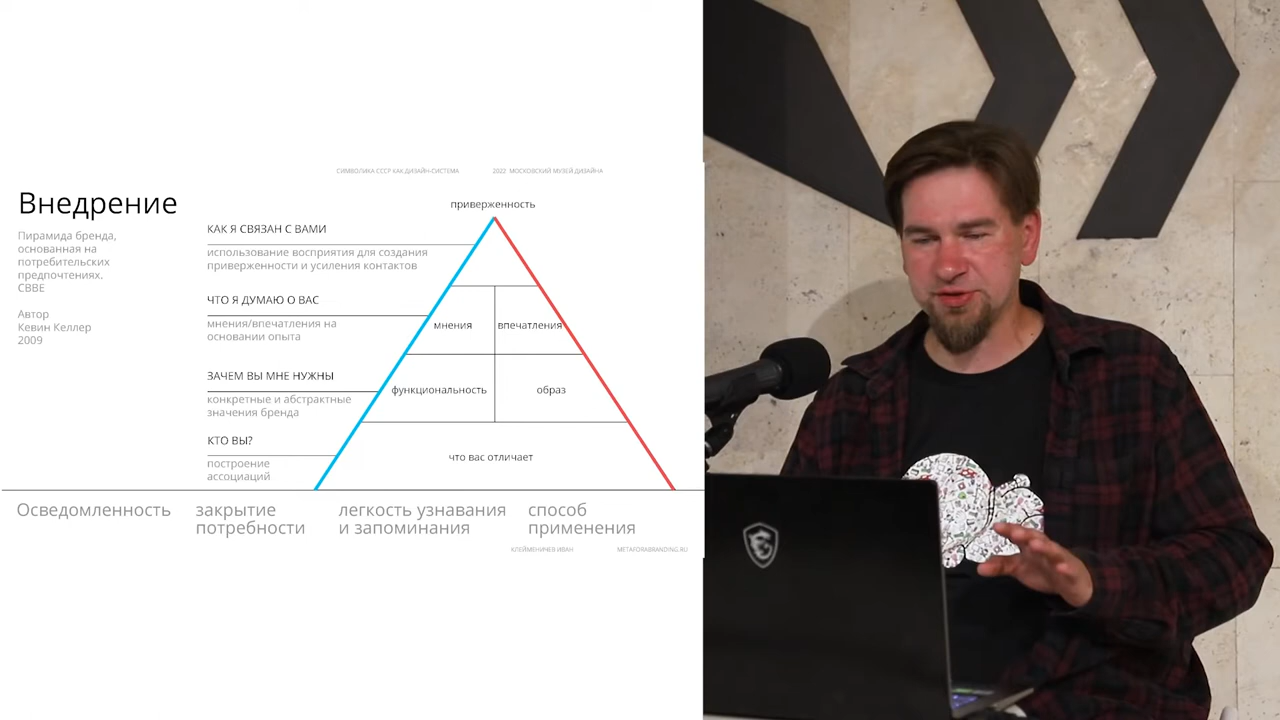 СИМВОЛИКА СССР КАК ДИЗАЙН-СИСТЕМА
2022 МОСКОВСКИЙ МУЗЕЙ ДИЗАЙНА
Внедрение
Пирамида бренда,
основанная на
потребительских
предпочтениях.
CBBE
Автор
Кевин Келлер
2009
КАК Я СВЯЗАН С ВАМИ
использование восприятия для создания
приверженности и усиления контактов
ЧТО Я ДУМАЮ О ВАС
мнения/впечатления на
основании опыта
ЗАЧЕМ ВЫ МНЕ НУЖНЫ
конкретные и абстрактные
значения бренда
КТО ВЫ?
построение
ассоциаций
приверженность
мнения
впечатления
функциональность
образ
что вас отличает
Осведомленность
закрытие
потребности
легкость узнавания
и запоминания
способ
применения
КЛЕЙМЕНИЧЕВ ИВАН
METAFORABRANDING.RU